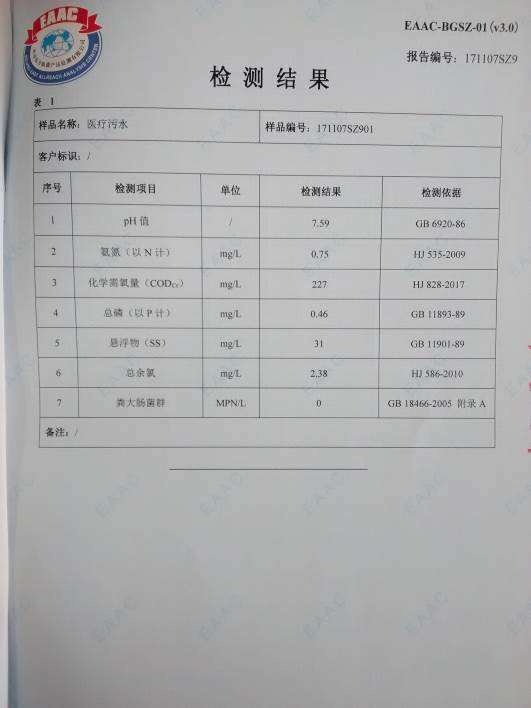 EAAC
EAAC-BGSZ-01(v3.0)
报告编号：171107SZ9
检测结果
表 1
样品名称：医疗污水 样品编号：171107SZ901
客户标识：/
序号 检测项目 单位 检测结果 检测依据
1 pH 值 / 7.59 GB 6920-86
2 氨氮（以 N 计） mg/L 0.75 HJ 535-2009
3 化学需氧量（CODCr） mg/L 227 HJ 828-2017
4 总磷（以 P 计） mg/L 0.46 GB 11893-89
5 悬浮物（SS） mg/L 31 GB 11901-89
6 总余氯 mg/L 2.38 HJ 586-2010
7 粪大肠菌群 MPN/L 0 GB 18466-2005 附录 A
备注：/